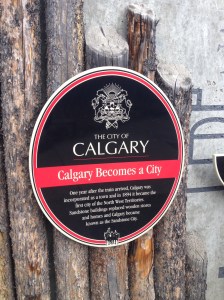 THE CITY OF
CALGARY
Calgary Becomes a City
One year after the train arrived, Calgary was
incorporated as a town and in 1894 it became the
first city of the North West Territories.
Sandstone buildings replaced wooden stores
and homes and Calgary became
known as the Sandstone City.
DE